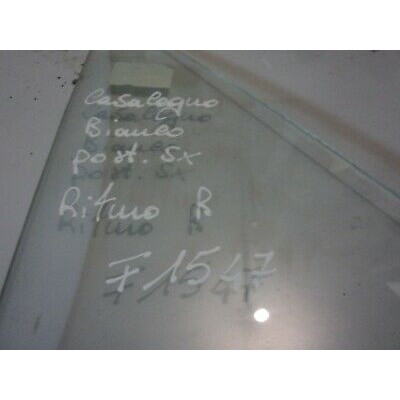 Casalegno
Bianco
post. Sx
Ritmo R
F1547